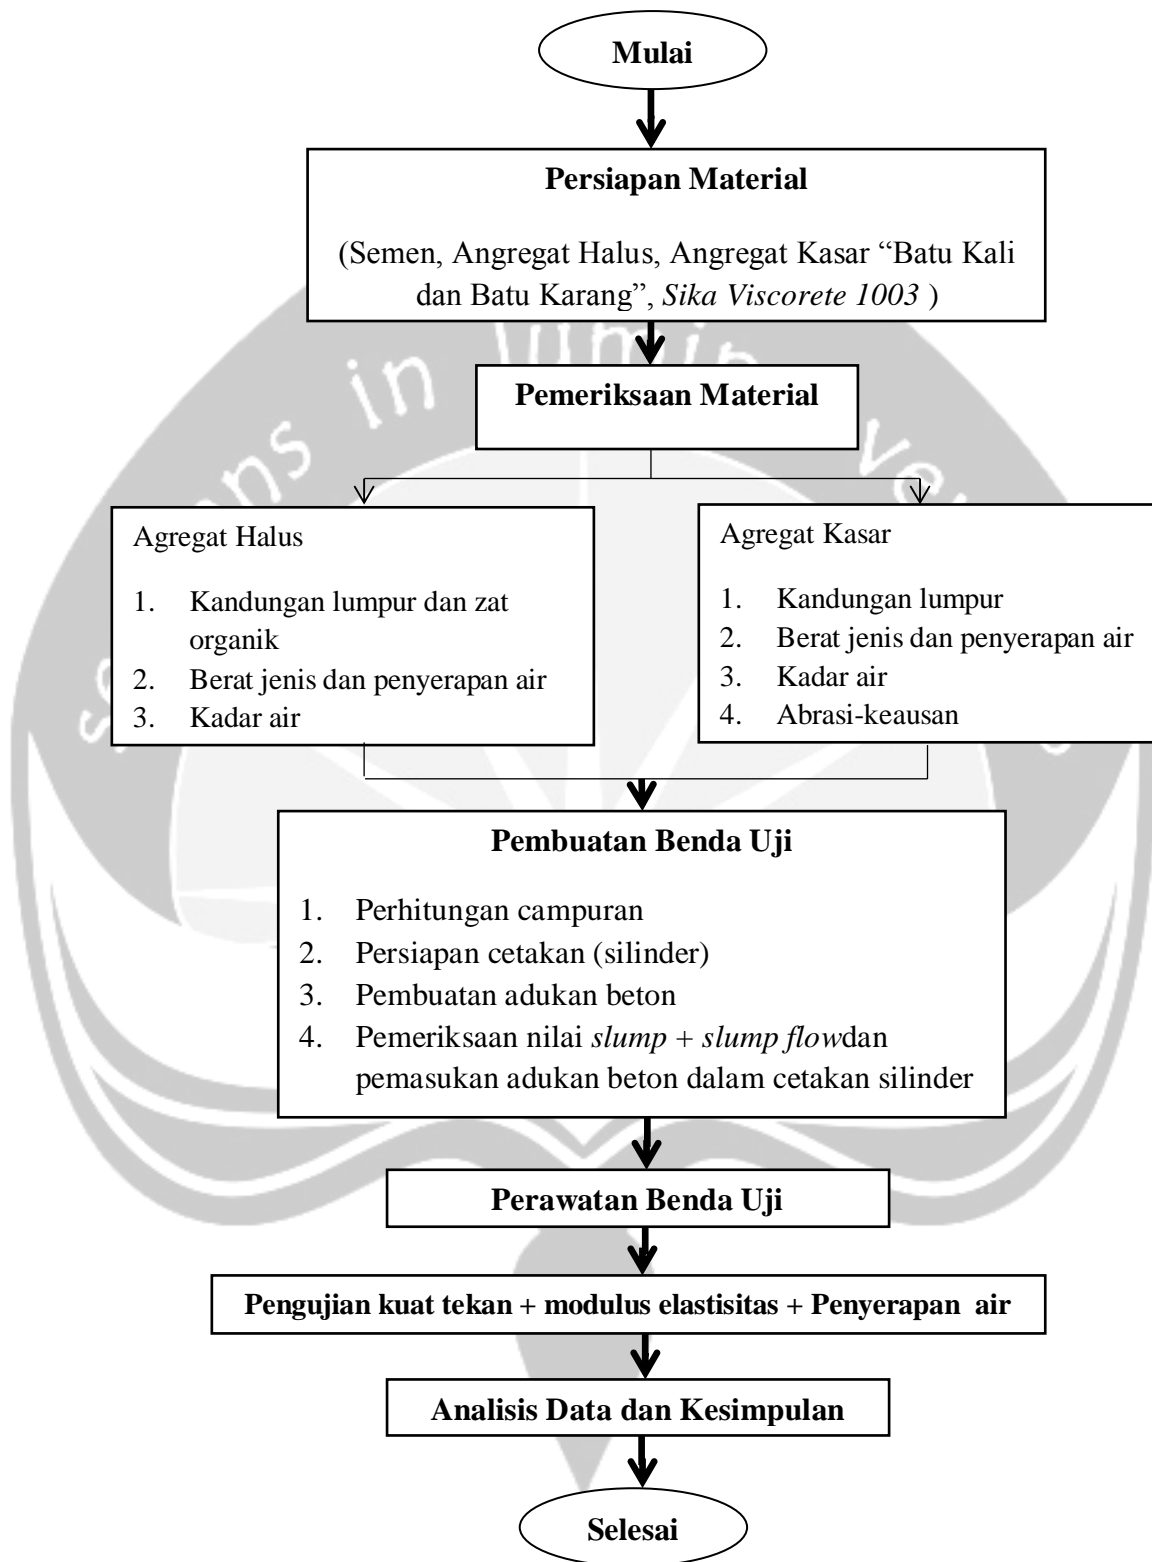 Mulai
Persiapan Material
(Semen, Angregat Halus, Angregat Kasar “Batu Kali
dan Batu Karang”, Sika Viscorete 1003 )
in lumin
Pemeriksaan Material
Agregat Halus
1. Kandungan lumpur dan zat
organik
2. Berat jenis dan penyerapan air
3. Kadar air
Agregat Kasar
1. Kandungan lumpur
2. Berat jenis dan penyerapan air
3. Kadar air
4. Abrasi-keausan
Pembuatan Benda Uji
1. Perhitungan campuran
2. Persiapan cetakan (silinder)
3. Pembuatan adukan beton
4. Pemeriksaan nilai slump + slump flowdan
pemasukan adukan beton dalam cetakan silinder
Perawatan Benda Uji
Pengujian kuat tekan + modulus elastisitas + Penyerapan  air
Analisis Data dan Kesimpulan
Selesai